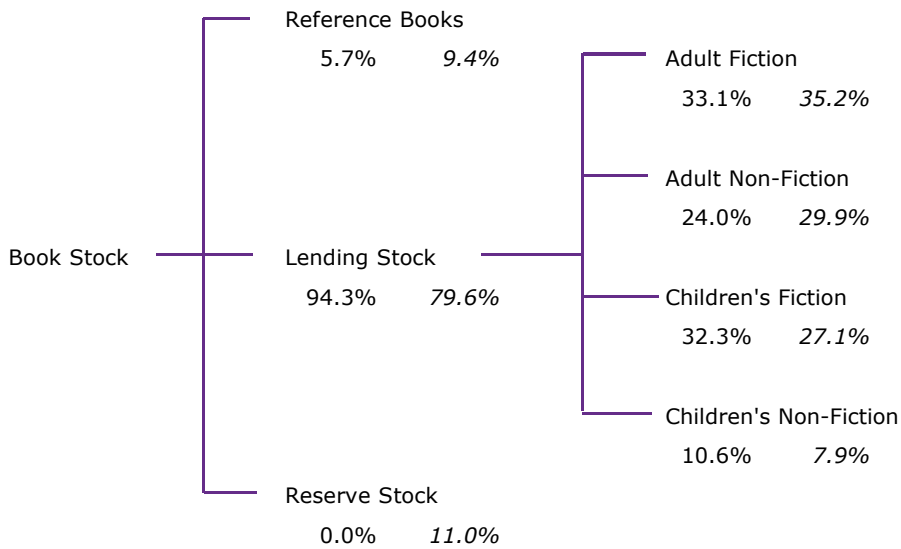 Reference Books
5.7% 9.4%
Adult Fiction
33.1% 35.2%
Adult Non-Fiction
24.0% 29.9%
Book Stock
Lending Stock
94.3% 79.6%
Children's Fiction
32.3% 27.1%
Children's Non-Fiction
10.6% 7.9%
Reserve Stock
0.0% 11.0%